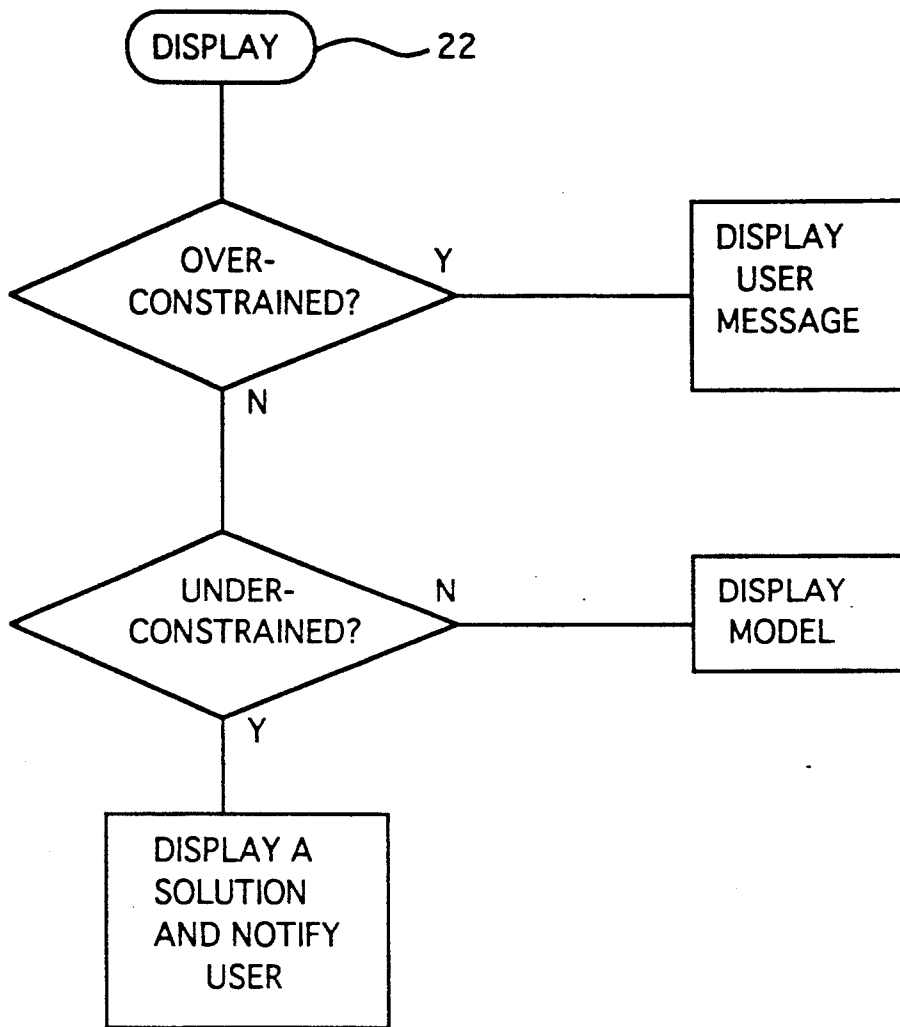 DISPLAY 22
OVER-
CONSTRAINED?
Y
DISPLAY
USER
MESSAGE
N
UNDER-
CONSTRAINED?
N
DISPLAY
MODEL
Y
DISPLAY A
SOLUTION
AND NOTIFY
USER